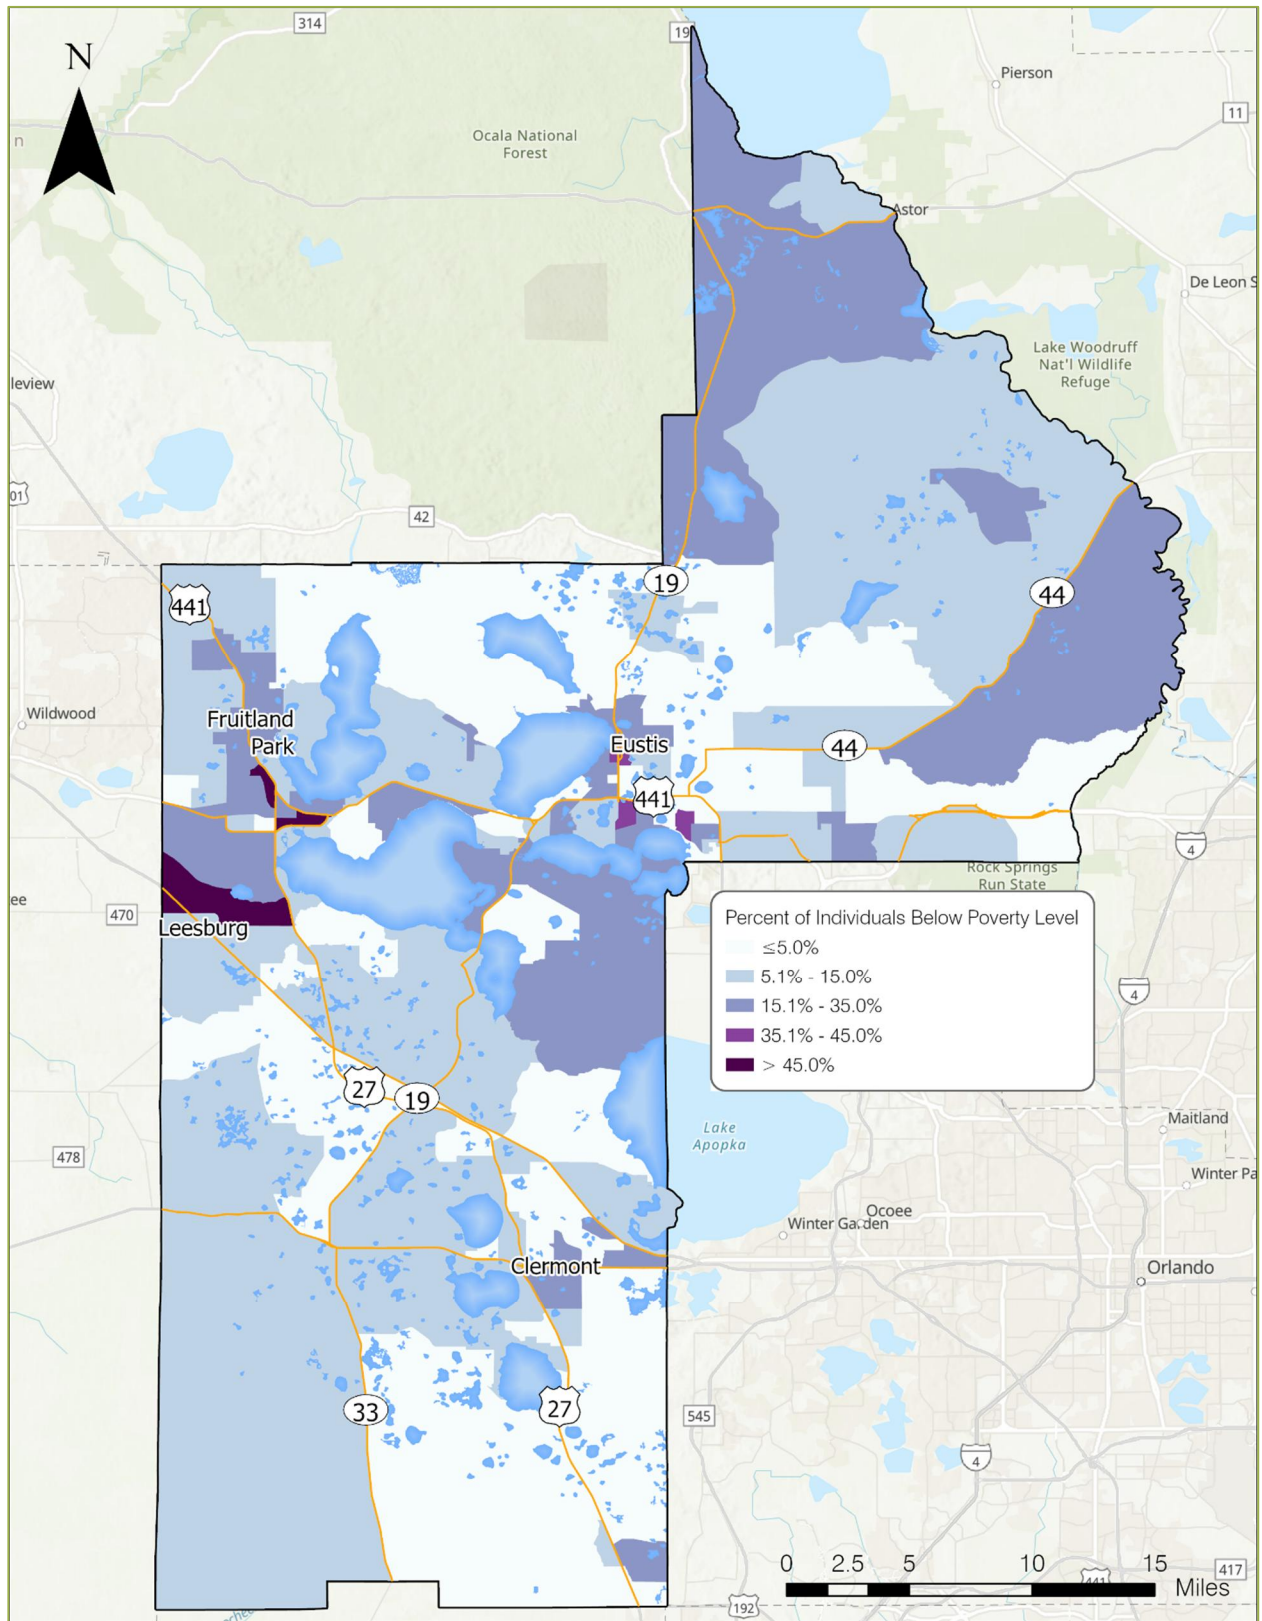 314
19
N
Pierson
11
Ocala National
Forest
Astor
De Leon S
Lake Woodruff
Nat'l Wildlife
Refuge
leview
01
42
441
19
44
Wildwood
Fruitland
Park
Eustis
44
441
4
Rock Springs
Run State
ee
470
Leesburg
Percent of Individuals Below Poverty Level
≤5.0%
5.1% - 15.0%
15.1% - 35.0%
35.1% - 45.0%
> 45.0%
4
27
19
Lake
Apopka
Maitland
478
Winter Pa
Ocoee
Winter Garden
Clermont
Orlando
33
27
545
4
0 2.5 5 10 15
Miles
417
441
192